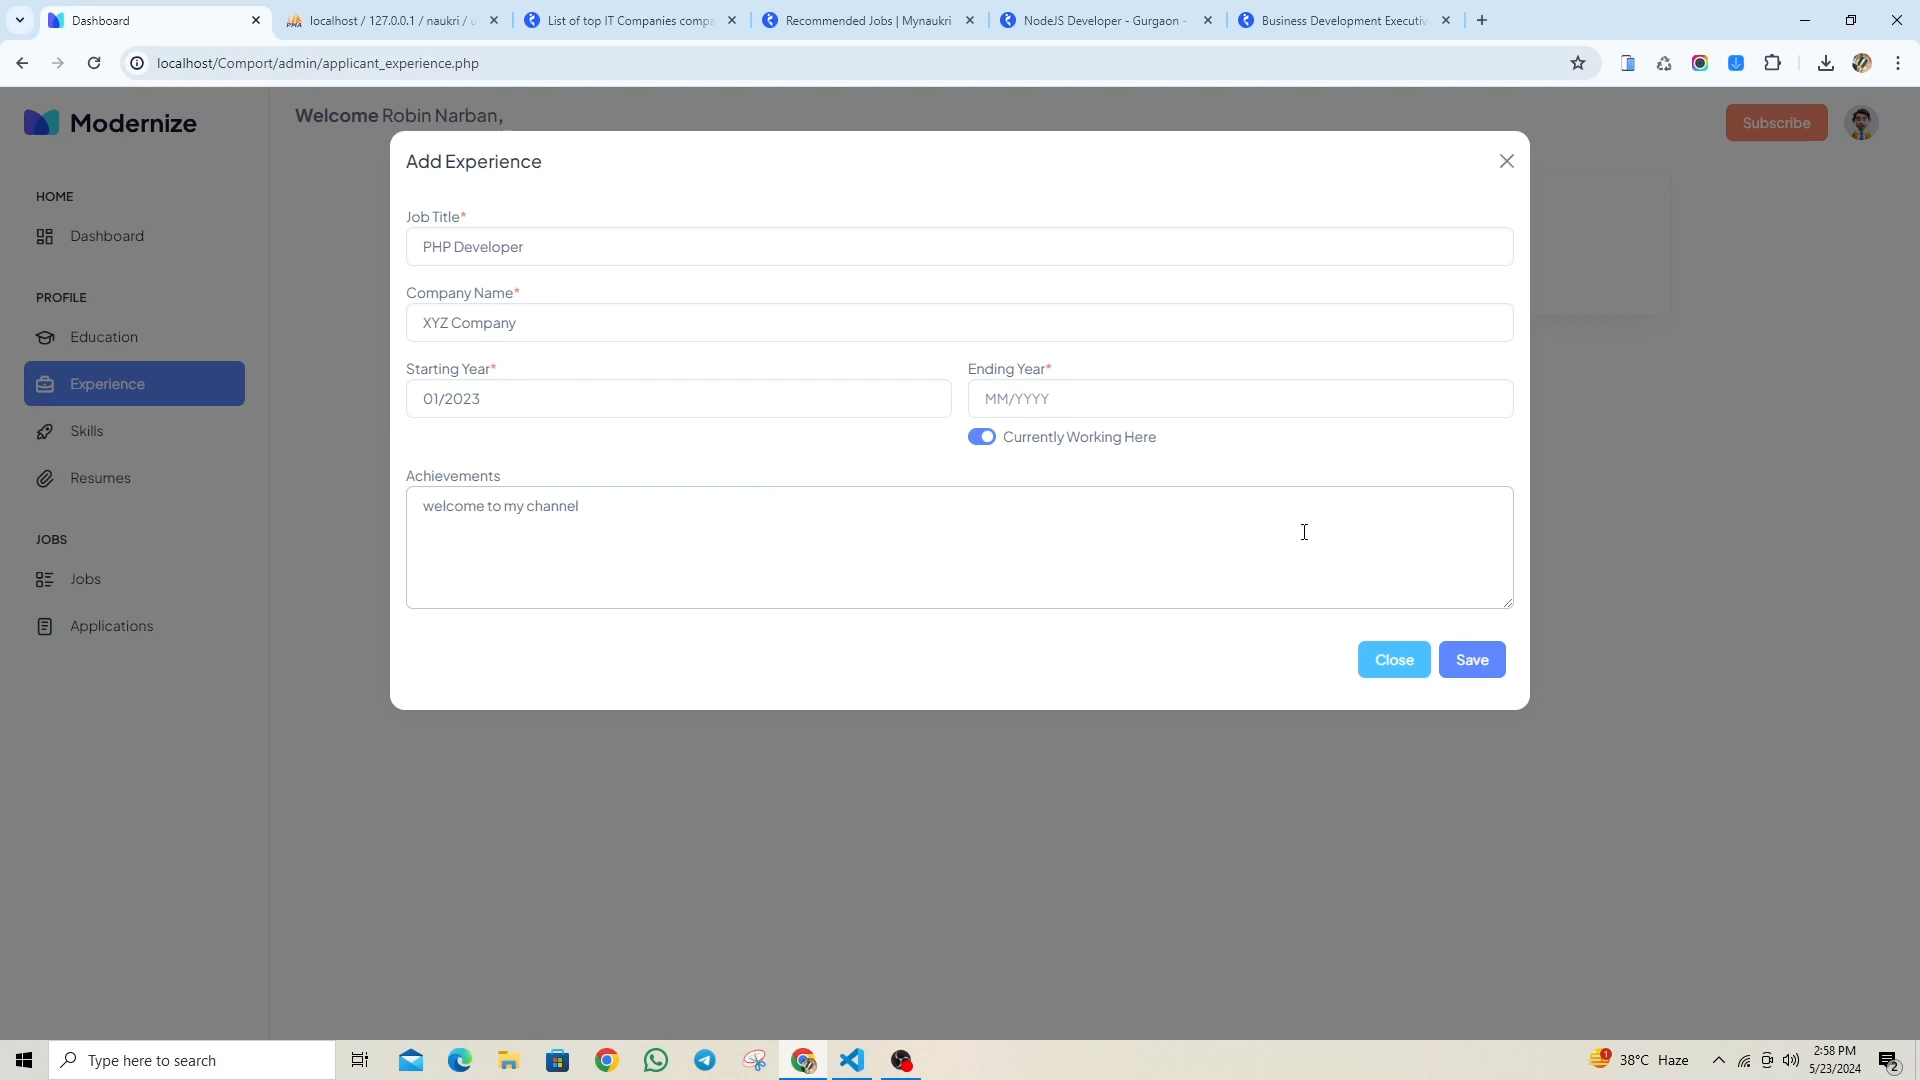 Dashboard
localhost / 127.0.0.1 / naukri / u
List of top IT Companies compa
Recommended Jobs | Mynaukri
NodeJS Developer - Gurgaon -
Business Development Executiv
localhost/Comport/admin/applicant_experience.php
Modernize
Welcome Robin Narban,
Subscribe
Add Experience
HOME
Dashboard
PROFILE
Education
Experience
Skills
Resumes
JOBS
Jobs
Applications
Job Title*
PHP Developer
Company Name*
XYZ Company
Starting Year*
Ending Year*
01/2023
MM/YYYY
Currently Working Here
Achievements
welcome to my channel
Close
Save
Type here to search
1
38°C Haze
2:58 PM
5/23/2024
2